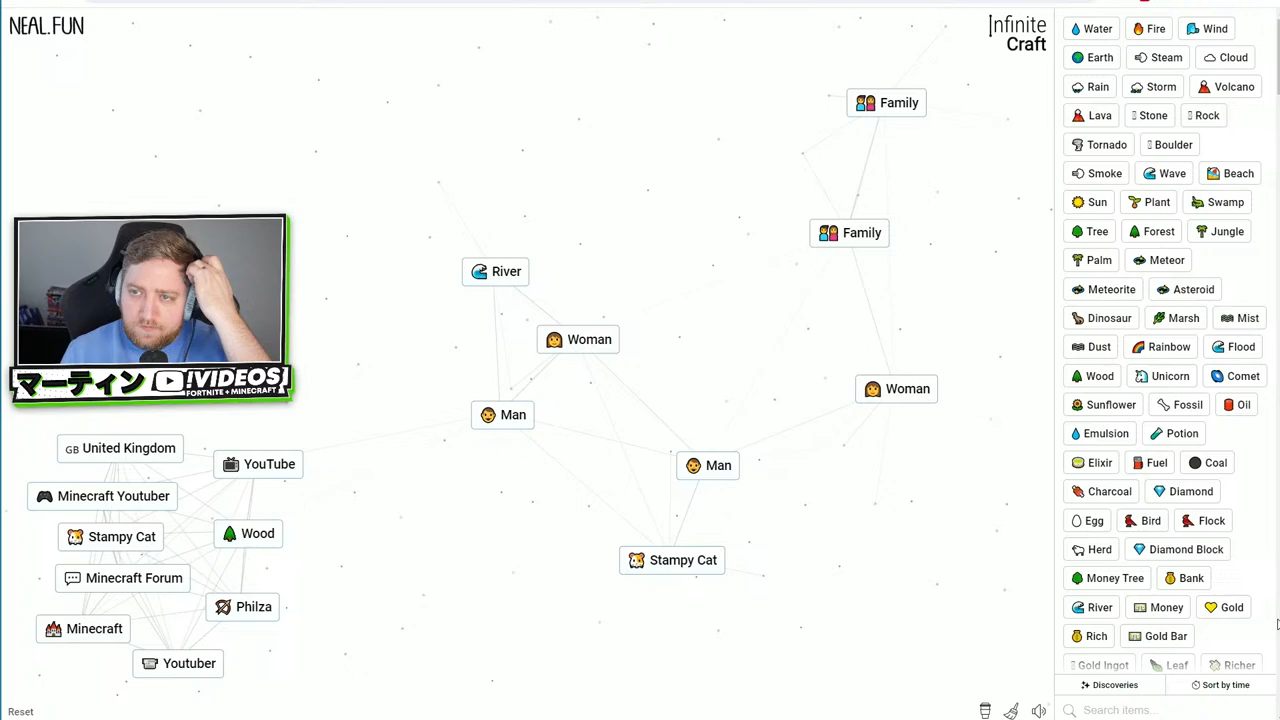 NEAL.FUN
Infinite
Craft
Family
Family
River
Woman
Woman
Man
Man
Stampy Cat
マーティン !VIDEOS
FORTNITE + MINECRAFT
GB United Kingdom
YouTube
Minecraft Youtuber
Stampy Cat
Wood
Minecraft Forum
Philza
Minecraft
Youtuber
Reset
Water Fire Wind
Earth Steam Cloud
Rain Storm Volcano
Lava Stone Rock
Tornado Boulder
Smoke Wave Beach
Sun Plant Swamp
Tree Forest Jungle
Palm Meteor
Meteorite Asteroid
Dinosaur Marsh Mist
Dust Rainbow Flood
Wood Unicorn Comet
Sunflower Fossil Oil
Emulsion Potion
Elixir Fuel Coal
Charcoal Diamond
Egg Bird Flock
Herd Diamond Block
Money Tree Bank
River Money Gold
Rich Gold Bar
Gold Ingot Leaf Richer
Discoveries Sort by time
Search items...